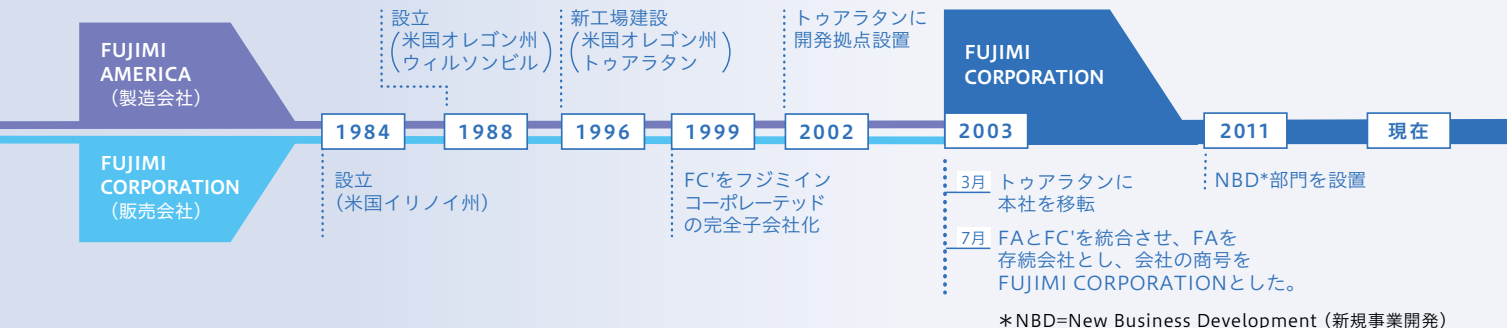 FUJIMI
AMERICA
（製造会社）
FUJIMI
CORPORATION
（販売会社）
設立
（米国オレゴン州
ウィルソンビル）
新工場建設
（米国オレゴン州
トゥアラタン）
トゥアラタンに
開発拠点設置
FUJIMI
CORPORATION
1984
1988
1996
1999
2002
2003
2011
現在
設立
（米国イリノイ州）
FC'をフジミイン
コーポレーテッド
の完全子会社化
3月 トゥアラタンに
本社を移転
7月 FAとFC'を統合させ、FAを
存続会社とし、会社の商号を
FUJIMI CORPORATIONとした。
NBD*部門を設置
＊NBD=New Business Development（新規事業開発）